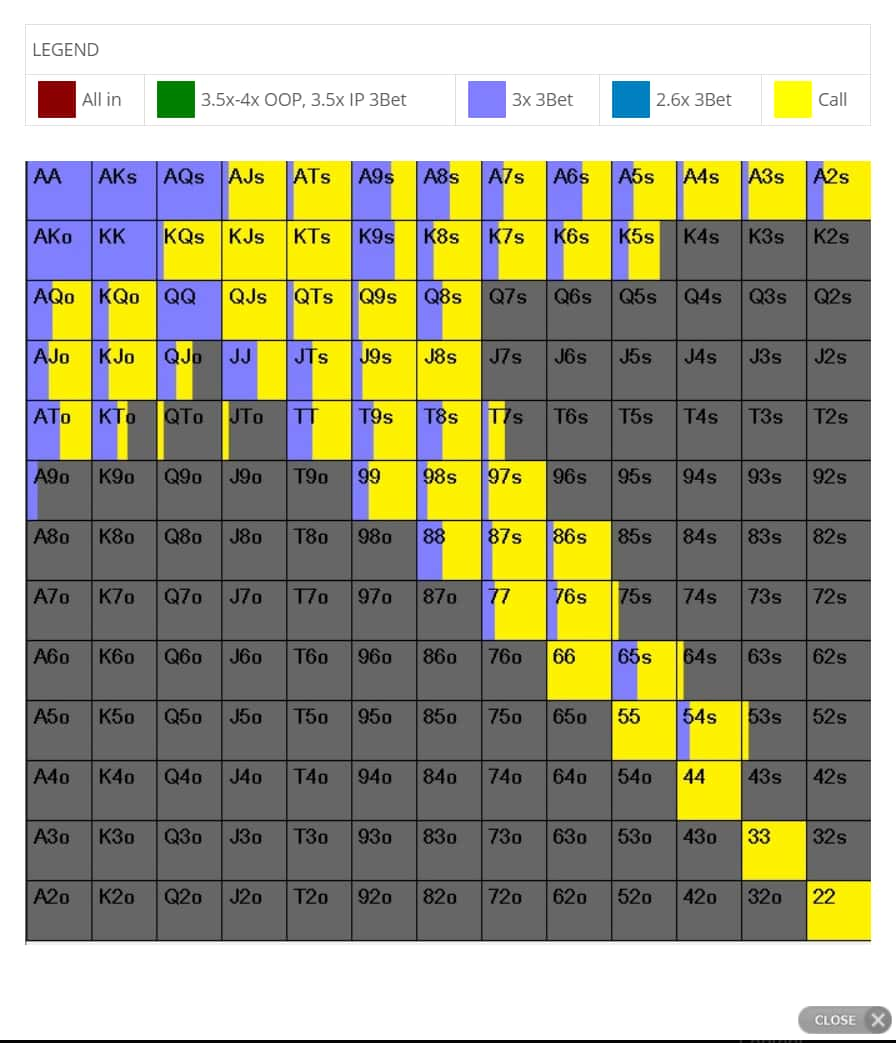 LEGEND
All in 3.5x-4x OOP, 3.5x IP 3Bet 3x 3Bet 2.6x 3Bet Call
AA AKs AQs AJs ATs A9s A8s A7s A6s A5s A4s A3s A2s
AKo KK KQs KJs KTs K9s K8s K7s K6s K5s K4s K3s K2s
AQo KQo QQ QJs QTs Q9s Q8s Q7s Q6s Q5s Q4s Q3s Q2s
AJo KJo QJo JJ JTs J9s J8s J7s J6s J5s J4s J3s J2s
ATo KTo QTo JTo TT T9s T8s T7s T6s T5s T4s T3s T2s
A9o K9o Q9o J9o T9o 99 98s 97s 96s 95s 94s 93s 92s
A8o K8o Q8o J8o T8o 98o 88 87s 86s 85s 84s 83s 82s
A7o K7o Q7o J7o T7o 97o 87o 77 76s 75s 74s 73s 72s
A6o K6o Q6o J6o T6o 96o 86o 76o 66 65s 64s 63s 62s
A5o K5o Q5o J5o T5o 95o 85o 75o 65o 55 54s 53s 52s
A4o K4o Q4o J4o T4o 94o 84o 74o 64o 54o 44 43s 42s
A3o K3o Q3o J3o T3o 93o 83o 73o 63o 53o 43o 33 32s
A2o K2o Q2o J2o T2o 92o 82o 72o 62o 52o 42o 32o 22
CLOSE